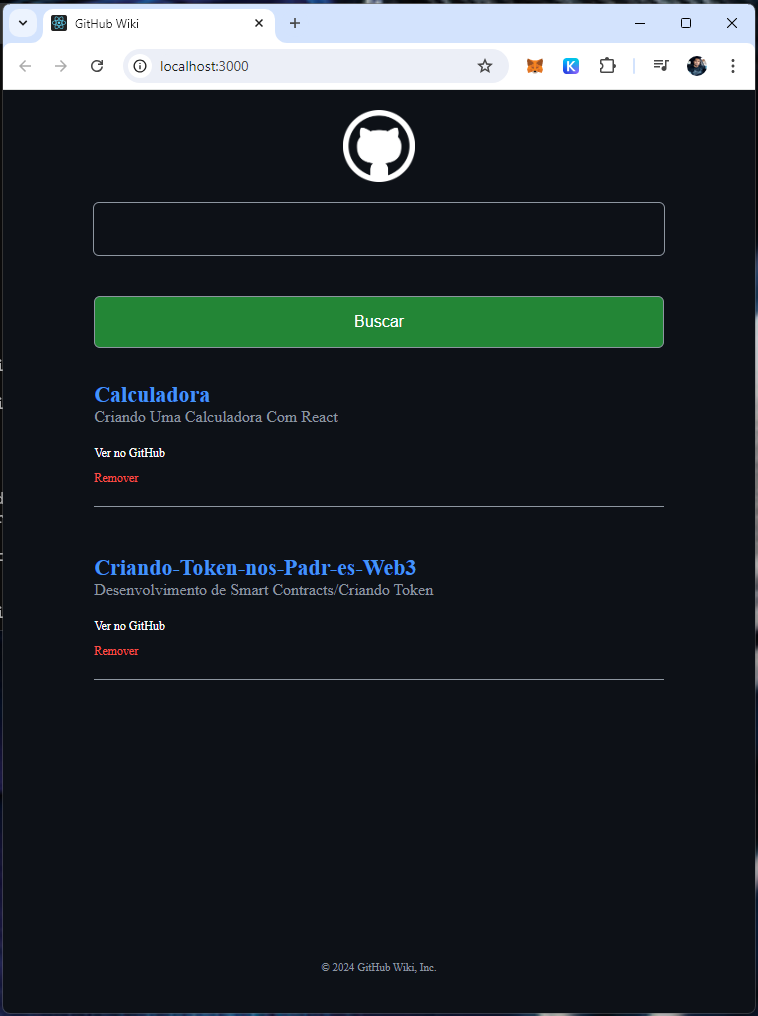 GitHub Wiki
localhost:3000
Buscar
Calculadora
Criando Uma Calculadora Com React
Ver no GitHub
Remover
Criando-Token-nos-Padr-es-Web3
Desenvolvimento de Smart Contracts/Criando Token
Ver no GitHub
Remover
© 2024 GitHub Wiki, Inc.